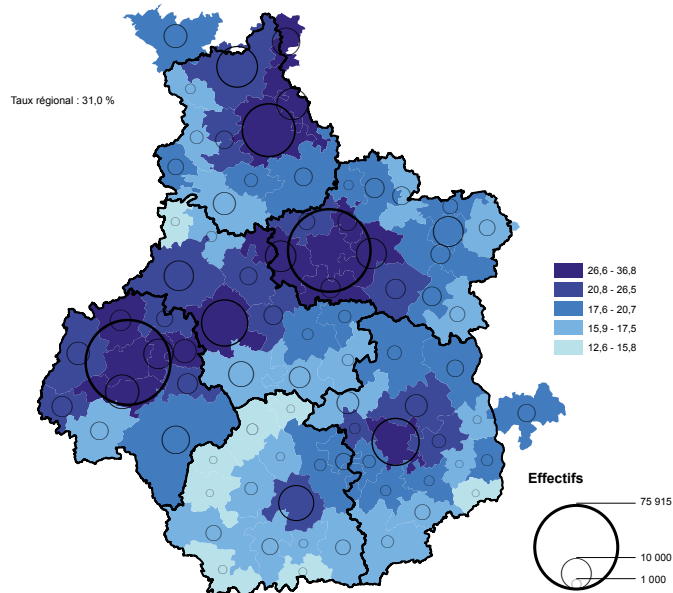 Taux régional : 31,0 %
26,6 - 36,8
20,8 - 26,5
17,6 - 20,7
15,9 - 17,5
12,6 - 15,8
Effectifs
75 915
10 000
1 000